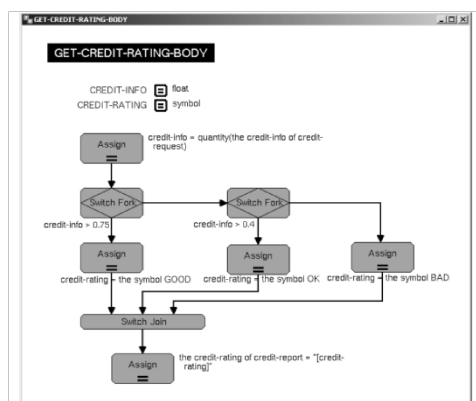 GET-CREDIT-RATING-BODY
GET-CREDIT-RATING-BODY
CREDIT-INFO = float
CREDIT-RATING = symbol
Assign
credit-info = quantity(the credit-info of credit-
request)
Switch Fork
Switch Fork
credit-info > 0.75
credit-info > 0.4
Assign
Assign
Assign
credit-rating = the symbol GOOD
credit-rating = the symbol OK
credit-rating = the symbol BAD
Switch Join
Assign
the credit-rating of credit-report = "[credit-
rating]"